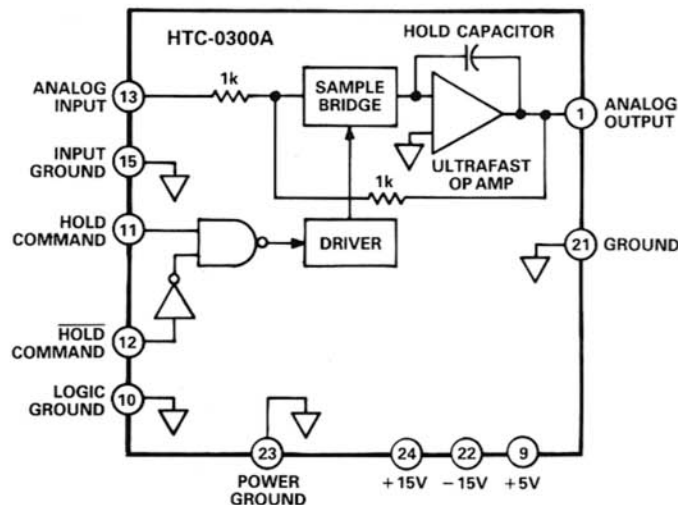 HTC-0300A
HOLD CAPACITOR
1k
SAMPLE
BRIDGE
ANALOG
INPUT
13
1
ANALOG
OUTPUT
INPUT
GROUND
15
ULTRAFAST
OP AMP
1k
HOLD
COMMAND
11
DRIVER
21
GROUND
HOLD
COMMAND
12
LOGIC
GROUND
10
23
POWER
GROUND
24
+15V
22
−15V
9
+5V